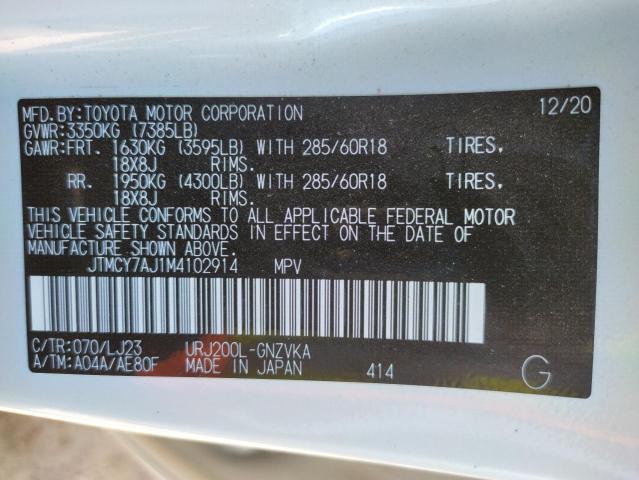 MFD.BY:TOYOTA MOTOR CORPORATION 12/20
GVWR:3350KG (7385LB)
GAWR:FRT. 1630KG (3595LB) WITH 285/60R18 TIRES,
18X8J RIMS.
RR. 1950KG (4300LB) WITH 285/60R18 TIRES,
18X8J RIMS.
THIS VEHICLE CONFORMS TO ALL APPLICABLE FEDERAL MOTOR
VEHICLE SAFETY STANDARDS IN EFFECT ON THE DATE OF
MANUFACTURE SHOWN ABOVE.
JTMCY7AJ1M4102914 MPV
C/TR:070/LJ23 URJ200L-GNZVKA
A/TM:A04A/AE80F MADE IN JAPAN 414 G